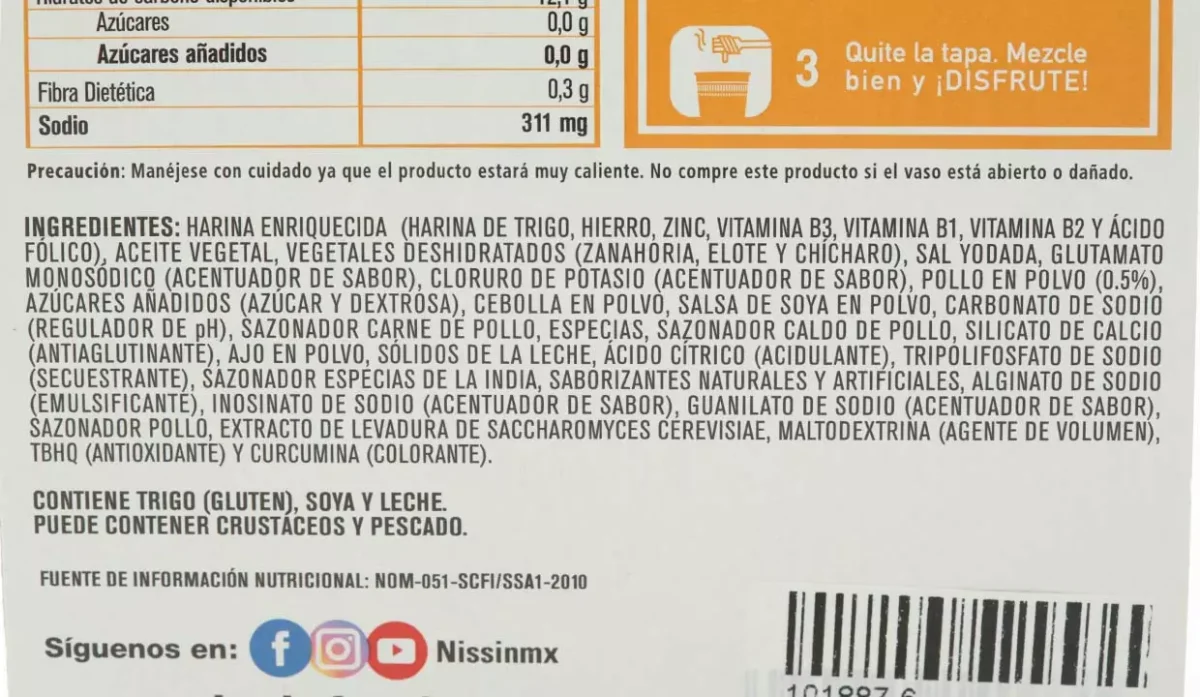 Hidratos de carbono disponibles 12,1 g
Azúcares 0,0 g
Azúcares añadidos 0,0 g
Fibra Dietética 0,3 g
Sodio 311 mg
3 Quite la tapa. Mezcle
bien y ¡DISFRUTE!
Precaución: Manéjese con cuidado ya que el producto estará muy caliente. No compre este producto si el vaso está abierto o dañado.
INGREDIENTES: HARINA ENRIQUECIDA (HARINA DE TRIGO, HIERRO, ZINC, VITAMINA B3, VITAMINA B1, VITAMINA B2 Y ÁCIDO
FÓLICO), ACEITE VEGETAL, VEGETALES DESHIDRATADOS (ZANAHORIA, ELOTE Y CHÍCHARO), SAL YODADA, GLUTAMATO
MONOSÓDICO (ACENTUADOR DE SABOR), CLORURO DE POTASIO (ACENTUADOR DE SABOR), POLLO EN POLVO (0.5%),
AZÚCARES AÑADIDOS (AZÚCAR Y DEXTROSA), CEBOLLA EN POLVO, SALSA DE SOYA EN POLVO, CARBONATO DE SODIO
(REGULADOR DE pH), SAZONADOR CARNE DE POLLO, ESPECIAS, SAZONADOR CALDO DE POLLO, SILICATO DE CALCIO
(ANTIAGLUTINANTE), AJO EN POLVO, SÓLIDOS DE LA LECHE, ÁCIDO CÍTRICO (ACIDULANTE), TRIPOLIFOSFATO DE SODIO
(SECUESTRANTE), SAZONADOR ESPECIAS DE LA INDIA, SABORIZANTES NATURALES Y ARTIFICIALES, ALGINATO DE SODIO
(EMULSIFICANTE), INOSINATO DE SODIO (ACENTUADOR DE SABOR), GUANILATO DE SODIO (ACENTUADOR DE SABOR),
SAZONADOR POLLO, EXTRACTO DE LEVADURA DE SACCHAROMYCES CEREVISIAE, MALTODEXTRINA (AGENTE DE VOLUMEN),
TBHQ (ANTIOXIDANTE) Y CURCUMINA (COLORANTE).
CONTIENE TRIGO (GLUTEN), SOYA Y LECHE.
PUEDE CONTENER CRUSTÁCEOS Y PESCADO.
FUENTE DE INFORMACIÓN NUTRICIONAL: NOM-051-SCFI/SSA1-2010
Síguenos en: Nissinmx
101887 6